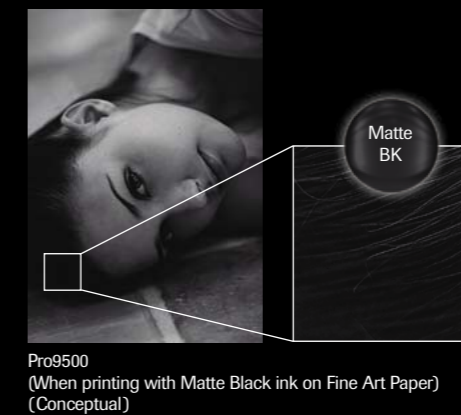 Matte
BK
Pro9500
(When printing with Matte Black ink on Fine Art Paper)
(Conceptual)